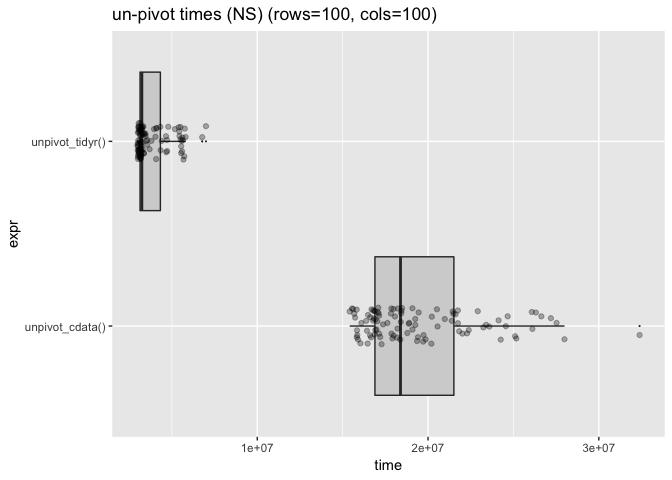 un-pivot times (NS) (rows=100, cols=100)
expr
unpivot_tidyr()
unpivot_cdata()
1e+07
2e+07
3e+07
time